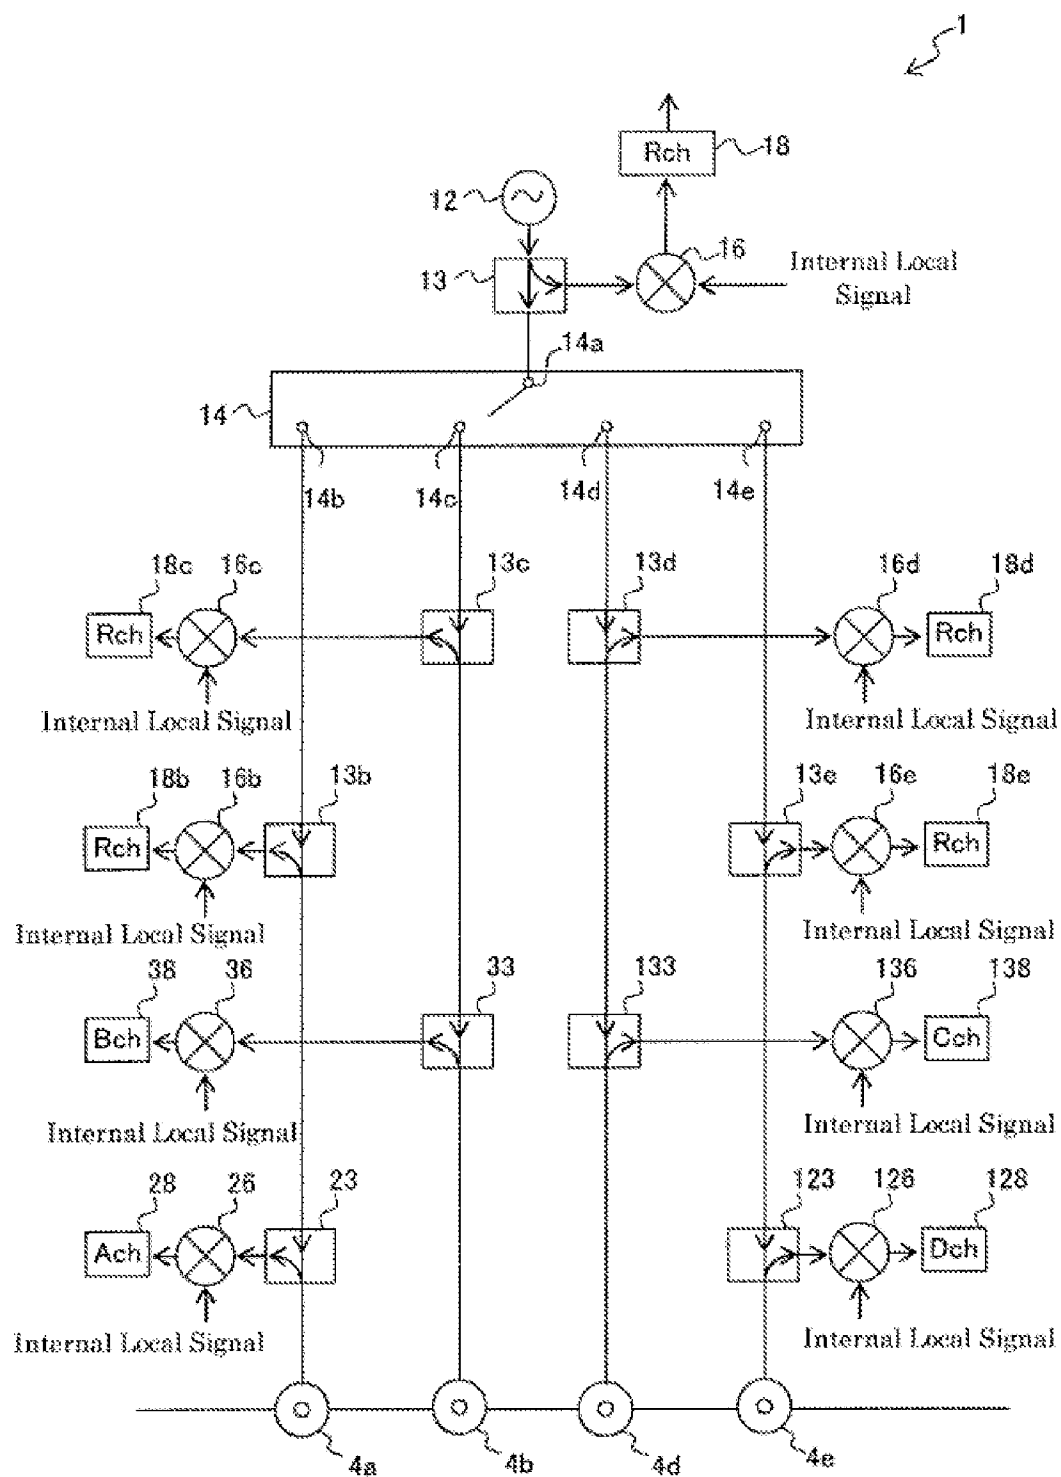 1
Rch 18
12
16
13
Internal Local
Signal
14a
14
14b 14c 14d 14e
18c 16c 13c 13d 16d 18d
Rch Rch
Internal Local Signal Internal Local Signal
18b 16b 13b 13e 16e 18e
Rch Rch
Internal Local Signal Internal Local Signal
38 36 33 133 136 138
Bch Cch
Internal Local Signal Internal Local Signal
28 26 23 123 126 128
Ach Dch
Internal Local Signal Internal Local Signal
4a 4b 4d 4e